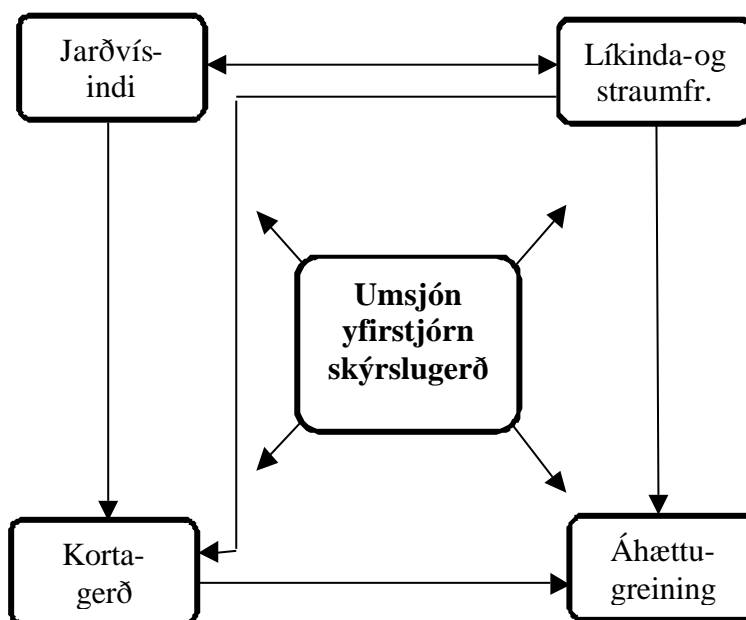 Jarðvís-
indi
Líkinda-og
straumfr.
Umsjón
yfirstjórn
skýrslugerð
Korta-
gerð
Áhættu-
greining